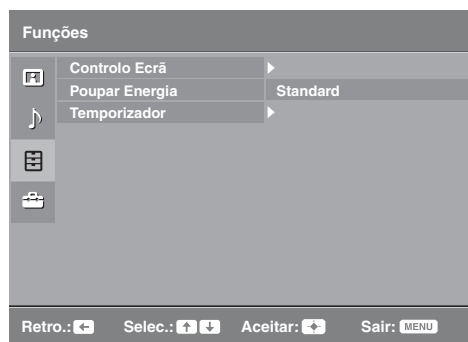 Funções
Controlo Ecrã
Poupar Energia Standard
Temporizador
Retro.: Selec.: Aceitar: Sair: MENU